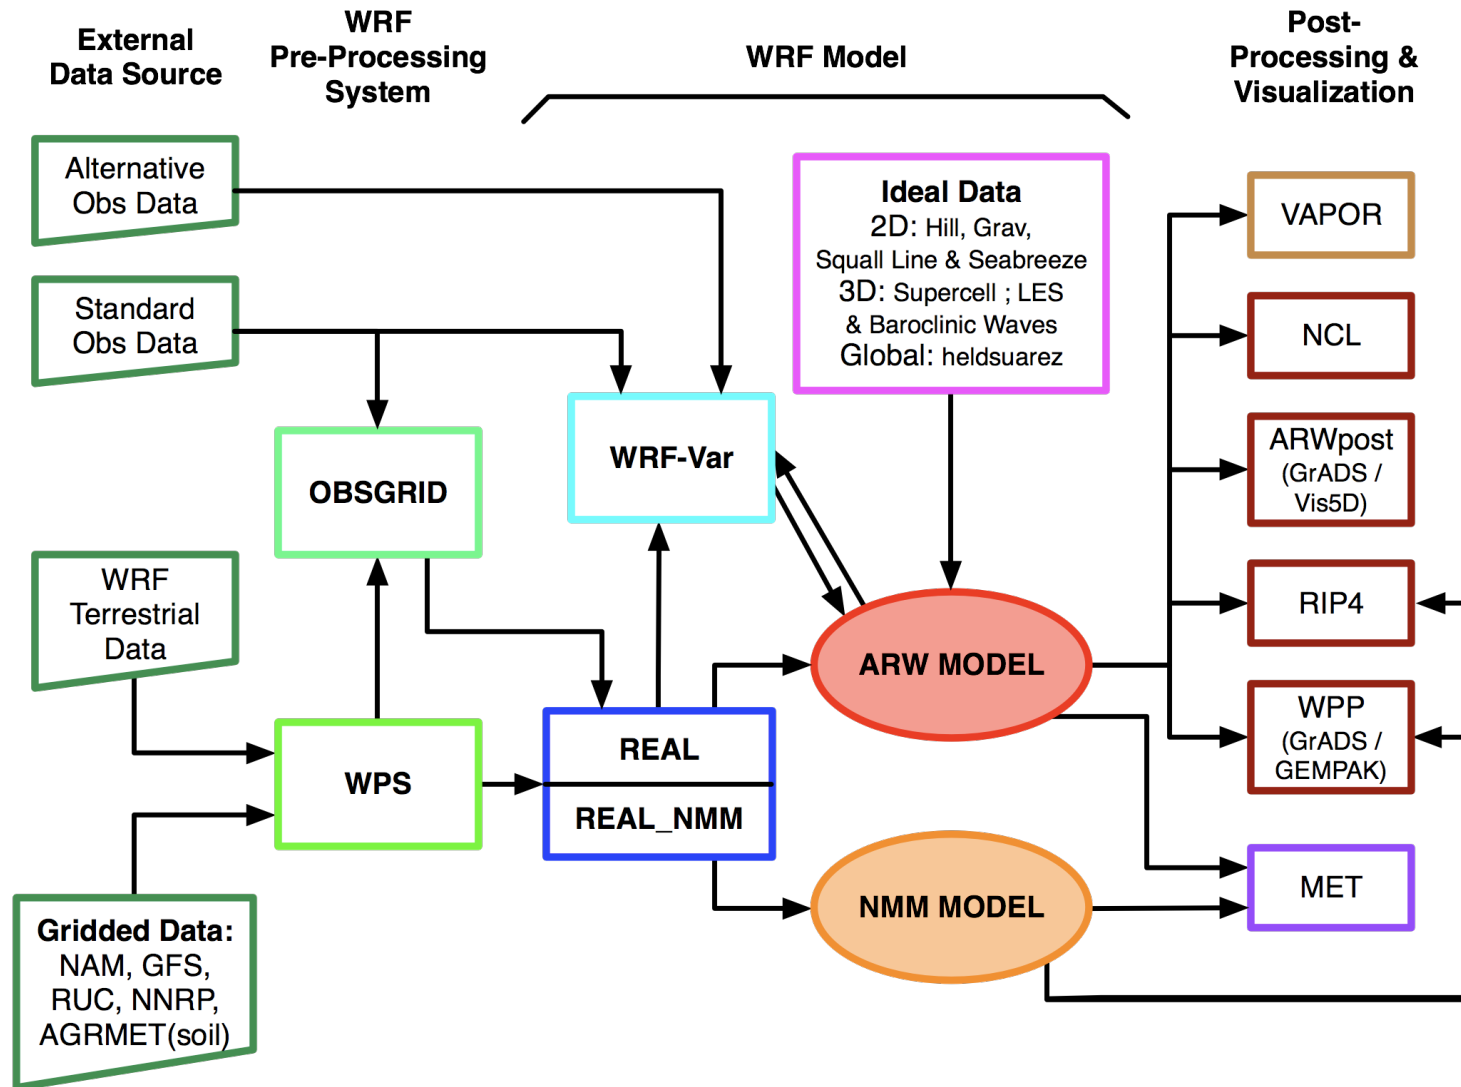 External
Data Source
WRF
Pre-Processing
System
WRF Model
Post-
Processing &
Visualization
Alternative
Obs Data
Standard
Obs Data
WRF
Terrestrial
Data
Gridded Data:
NAM, GFS,
RUC, NNRP,
AGRMET(soil)
OBSGRID
WPS
WRF-Var
REAL
REAL_NMM
Ideal Data
2D: Hill, Grav,
Squall Line & Seabreeze
3D: Supercell ; LES
& Baroclinic Waves
Global: heldsuarez
ARW MODEL
NMM MODEL
VAPOR
NCL
ARWpost
(GrADS /
Vis5D)
RIP4
WPP
(GrADS /
GEMPAK)
MET